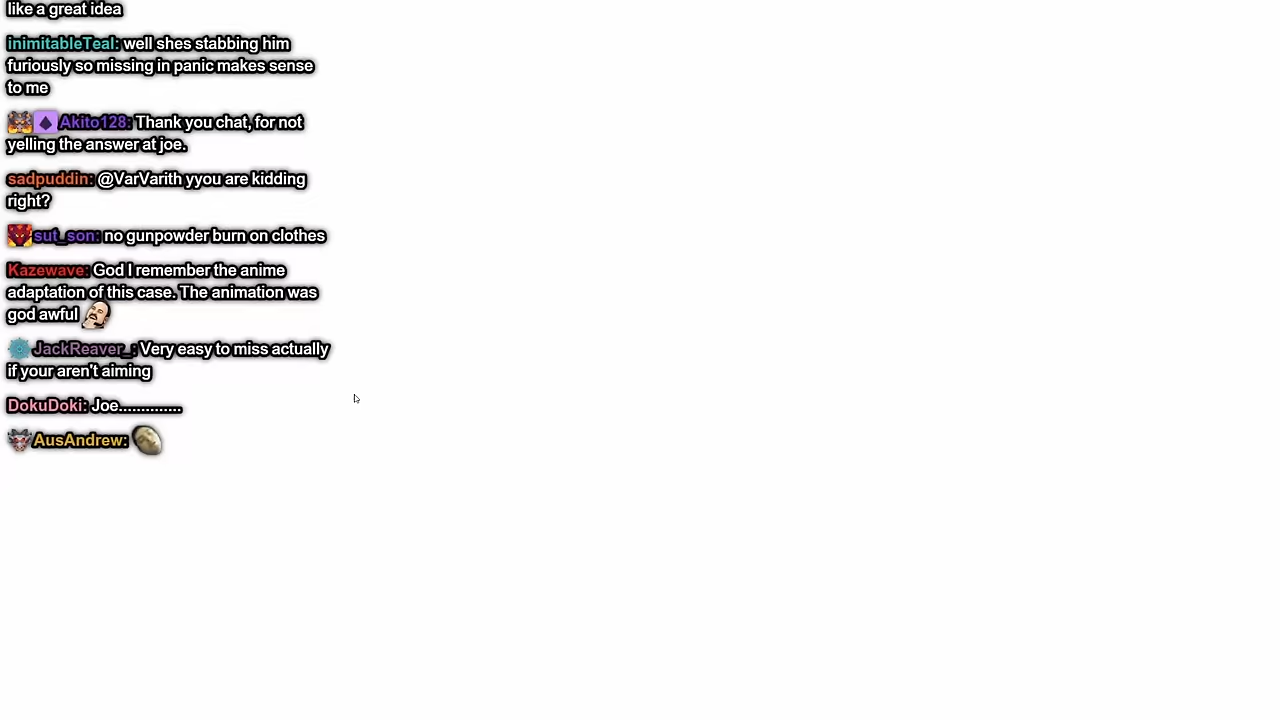 like a great idea
inimitableTeal: well shes stabbing him
furiously so missing in panic makes sense
to me
Akito128: Thank you chat, for not
yelling the answer at joe.
sadpuddin: @VarVarith yyou are kidding
right?
sut_son: no gunpowder burn on clothes
Kazewave: God I remember the anime
adaptation of this case. The animation was
god awful
JackReaver_: Very easy to miss actually
if your aren't aiming
DokuDoki: Joe..............
AusAndrew: